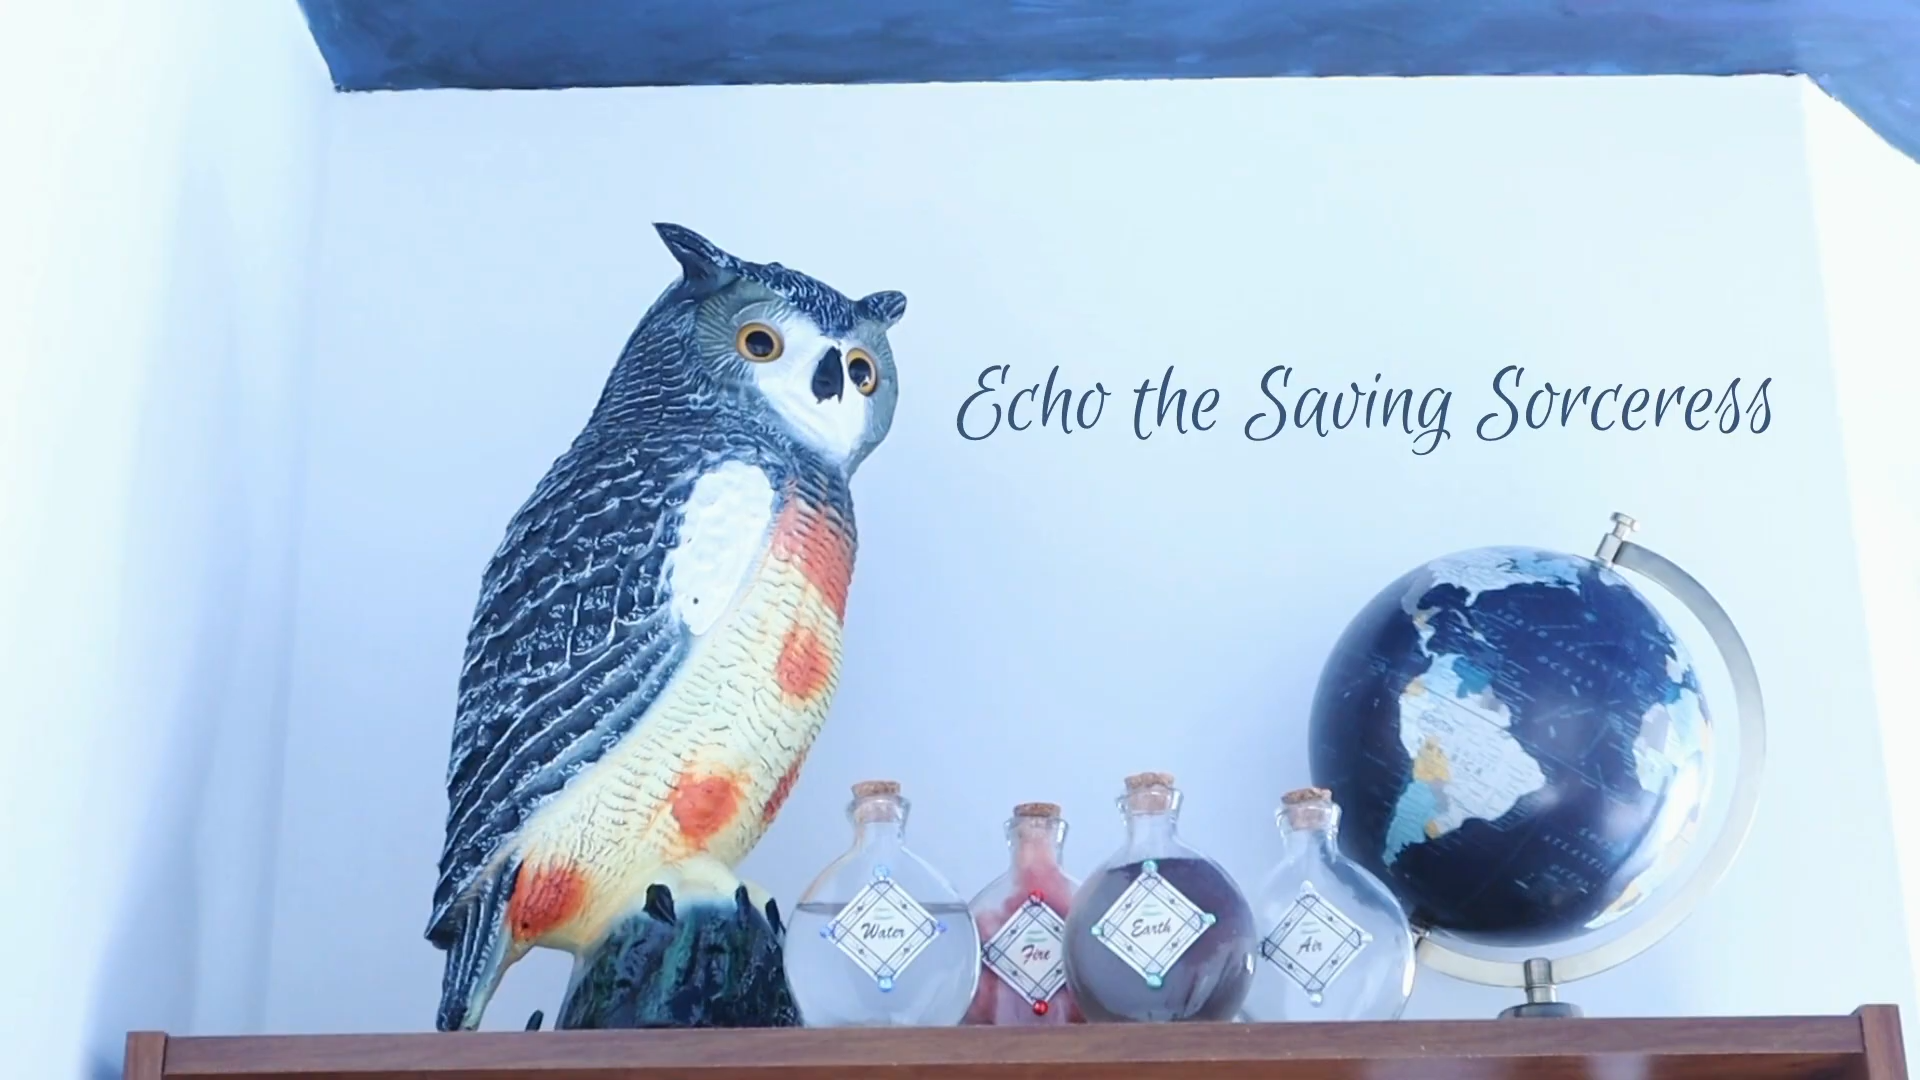 Echo the Saving Sorceress
Water
Fire
Earth
Air